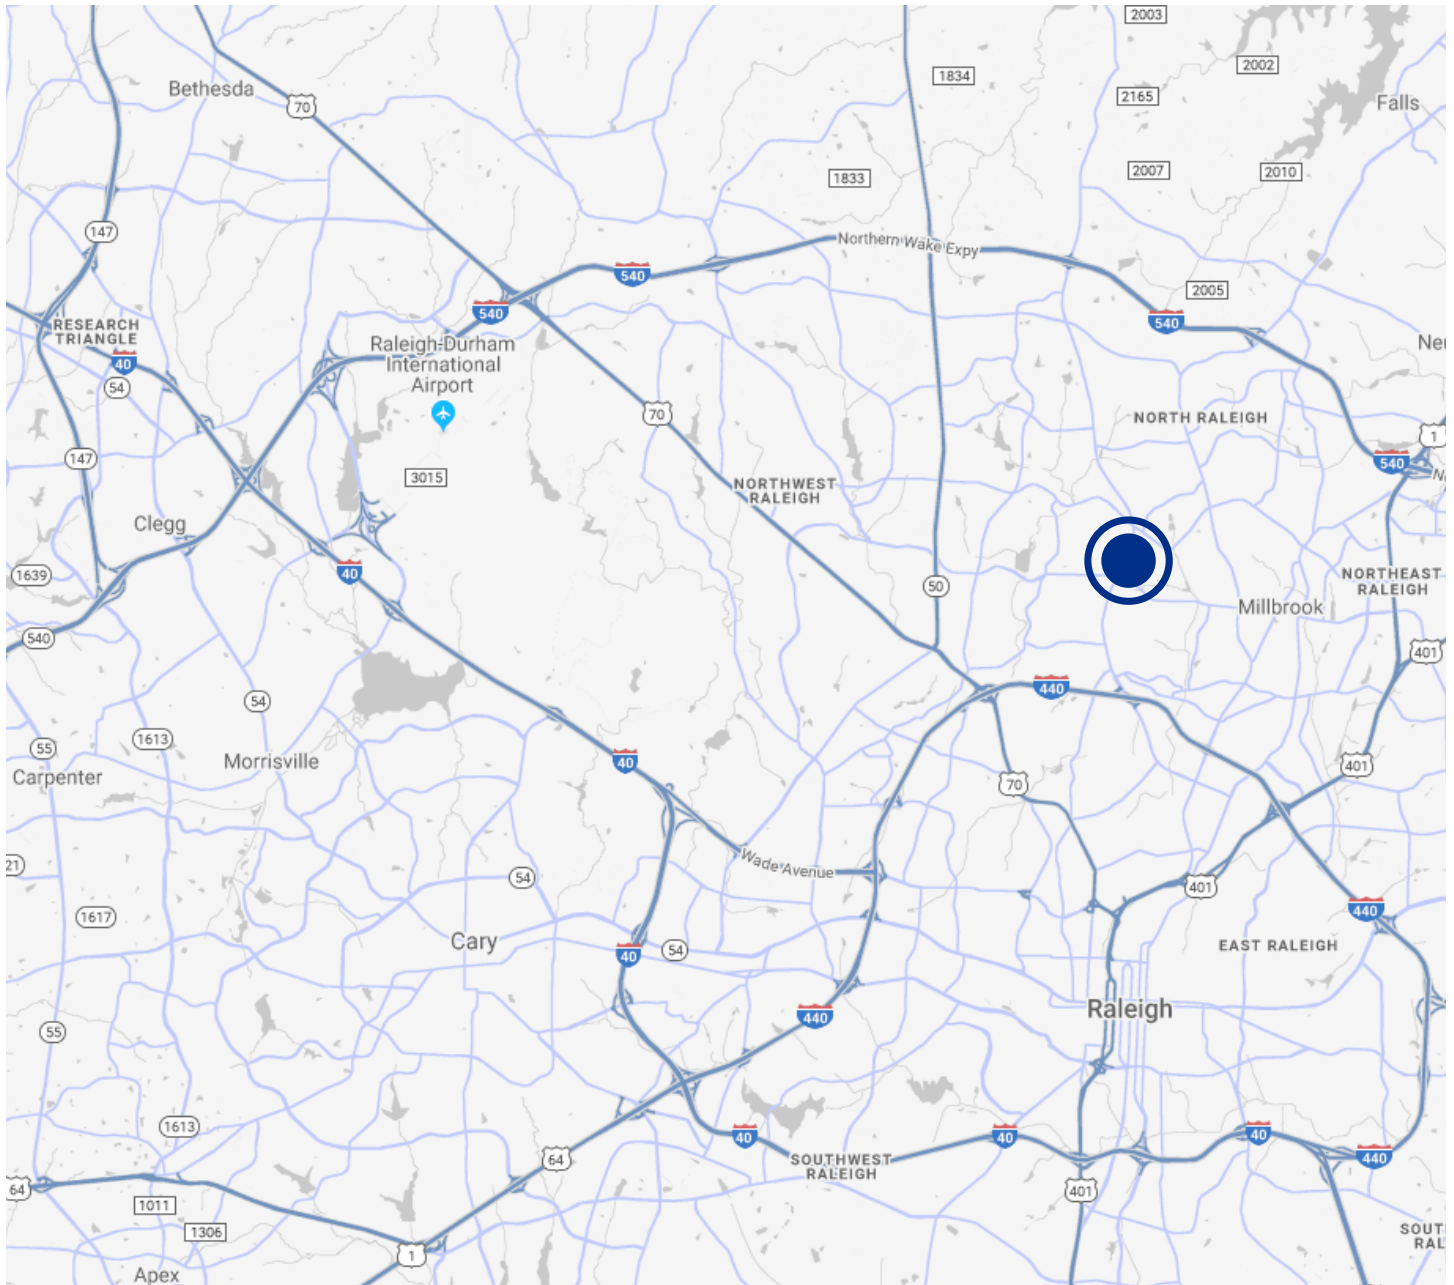 2003
2002
1834
Bethesda
2165
Falls
70
2007
2010
1833
147
Northern Wake Expy
540
2005
540
540
RESEARCH
TRIANGLE
Raleigh-Durham
International
Airport
40
54
70
NORTH RALEIGH
1
147
540
3015
NORTHWEST
RALEIGH
Clegg
1639
40
50
NORTHEAST
RALEIGH
Millbrook
540
401
440
54
55
1613
Morrisville
40
401
Carpenter
70
21
Wade Avenue
54
401
1617
440
Cary
54
EAST RALEIGH
40
Raleigh
440
55
1613
40
40
40
64
SOUTHWEST
RALEIGH
440
64
401
1011
1306
1
Apex